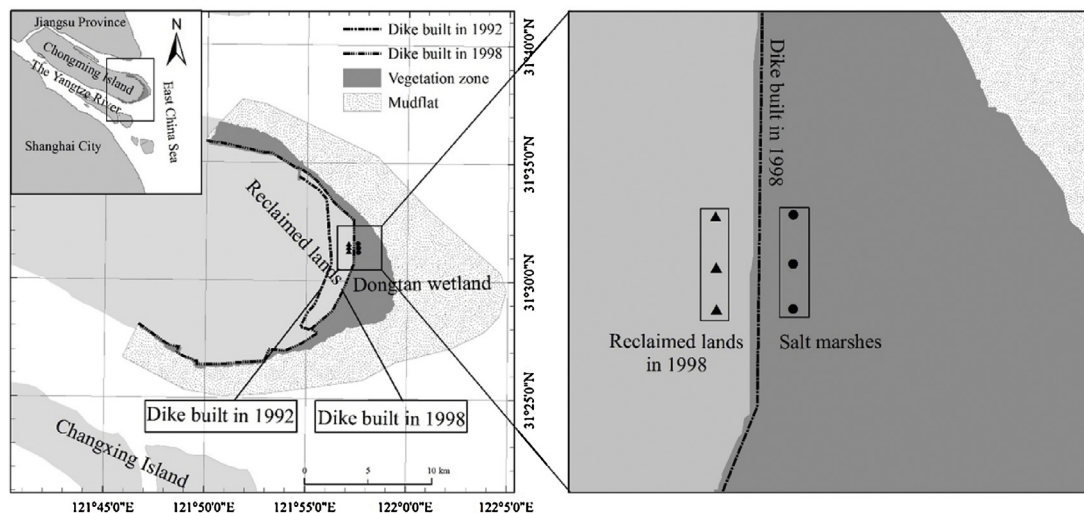 Jiangsu Province
N
Chongming Island
The Yangtze River
East China Sea
Shanghai City
Dike built in 1992
Dike built in 1998
Vegetation zone
Mudflat
31°40'0"N
31°35'0"N
31°30'0"N
31°25'0"N
Reclaimed lands
Dongtan wetland
Dike built in 1992
Dike built in 1998
Changxing Island
0 5 10 km
121°45'0"E
121°50'0"E
121°55'0"E
122°0'0"E
122°5'0"E
Dike built in 1998
Reclaimed lands
in 1998
Salt marshes